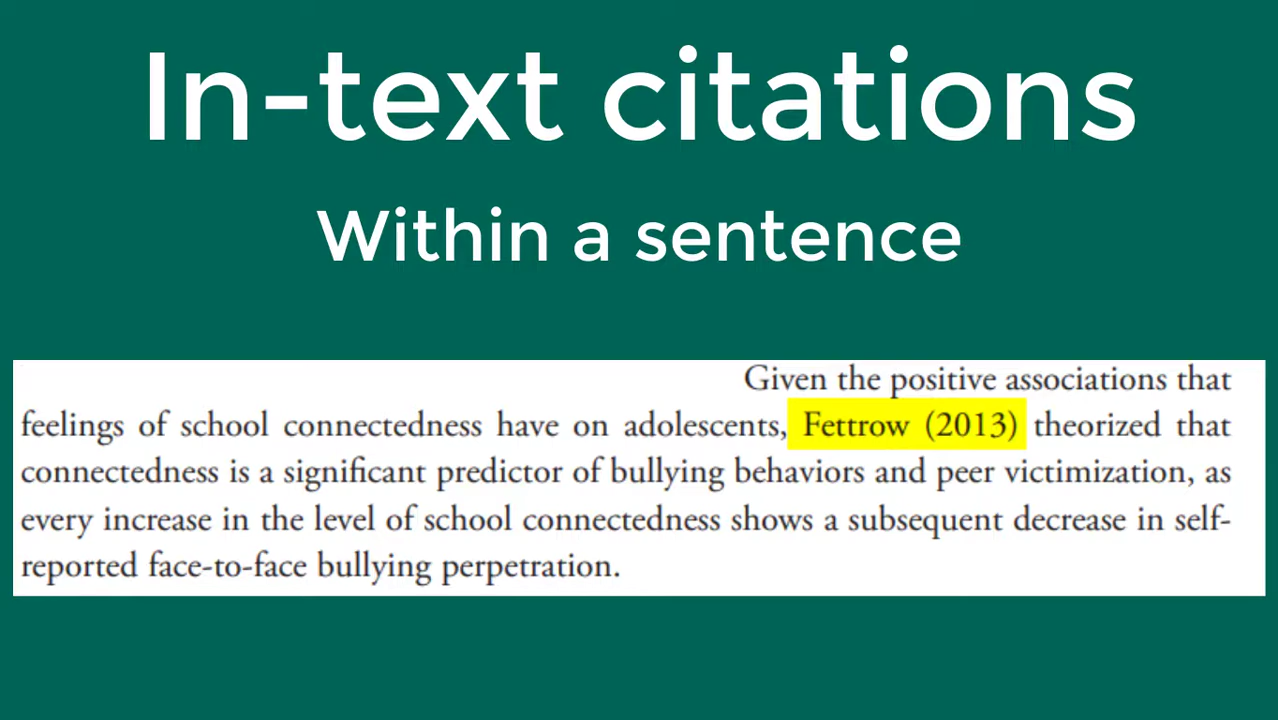 In-text citations
Within a sentence
Given the positive associations that
feelings of school connectedness have on adolescents, Fettrow (2013) theorized that
connectedness is a significant predictor of bullying behaviors and peer victimization, as
every increase in the level of school connectedness shows a subsequent decrease in self-
reported face-to-face bullying perpetration.